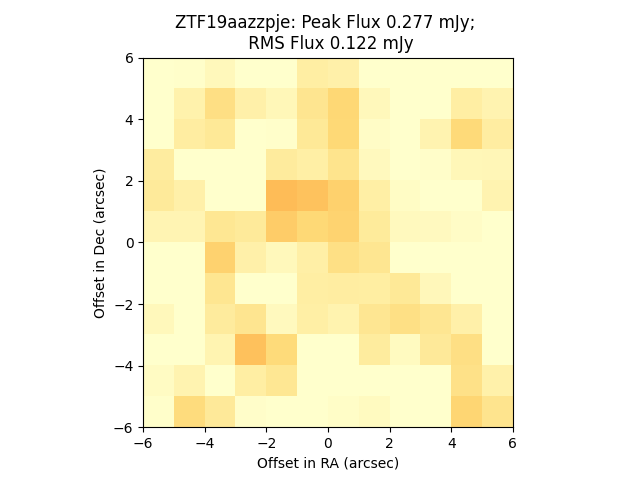 ZTF19aazzpje: Peak Flux 0.277 mJy;
RMS Flux 0.122 mJy
6
4
2
0
−2
−4
−6
Offset in Dec (arcsec)
−6 −4 −2 0 2 4 6
Offset in RA (arcsec)